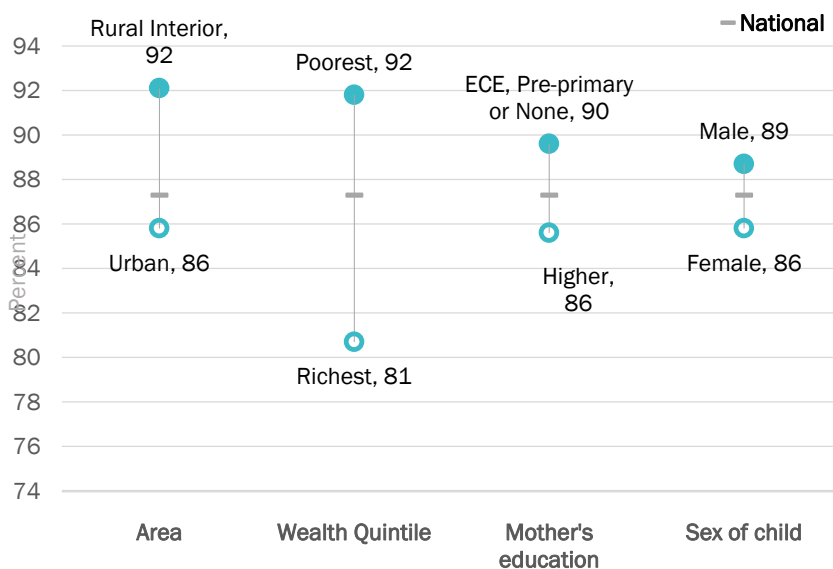 National
Rural Interior,
92
Poorest, 92
ECE, Pre-primary
or None, 90
Male, 89
Urban, 86
Higher,
86
Female, 86
Richest, 81
Percent
94
92
90
88
86
84
82
80
78
76
74
Area
Wealth Quintile
Mother's
education
Sex of child